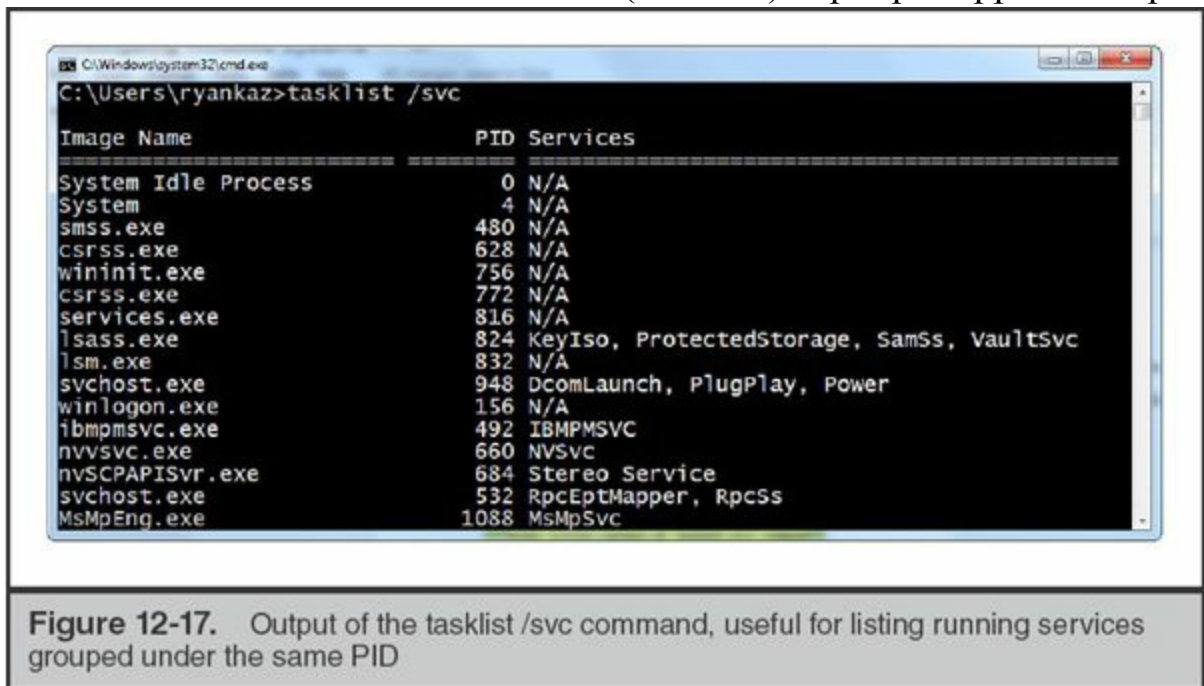 C:\Windows\system32\cmd.exe
C:\Users\ryankaz>tasklist /svc
Image Name PID Services
========================= ======== ============================================
System Idle Process 0 N/A
System 4 N/A
smss.exe 480 N/A
csrss.exe 628 N/A
wininit.exe 756 N/A
csrss.exe 772 N/A
services.exe 816 N/A
lsass.exe 824 KeyIso, ProtectedStorage, SamSs, VaultSvc
lsm.exe 832 N/A
svchost.exe 948 DcomLaunch, PlugPlay, Power
winlogon.exe 156 N/A
ibmpmsvc.exe 492 IBMPMSVC
nvvsvc.exe 660 NVSvc
nvSCPAPISvr.exe 684 Stereo Service
svchost.exe 532 RpcEptMapper, RpcSs
MsMpEng.exe 1088 MsMpSvc
Figure 12-17. Output of the tasklist /svc command, useful for listing running services
grouped under the same PID